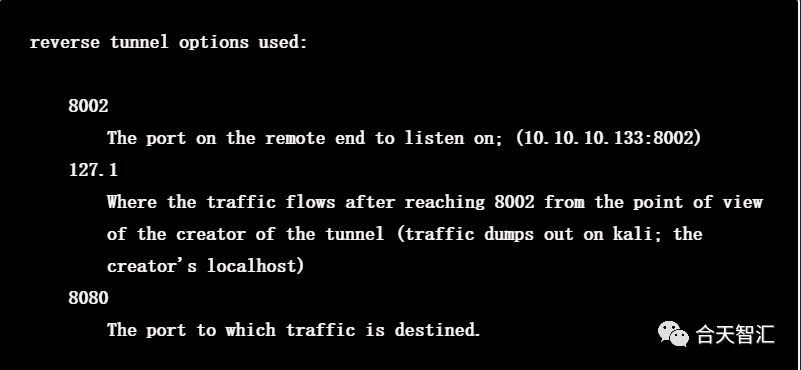 reverse tunnel options used:
8002
The port on the remote end to listen on; (10.10.10.133:8002)
127.1
Where the traffic flows after reaching 8002 from the point of view
of the creator of the tunnel (traffic dumps out on kali; the
creator's localhost)
8080
The port to which traffic is destined.
合天智汇